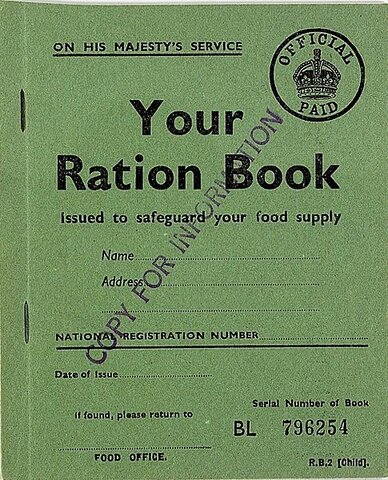 ON HIS MAJESTY'S SERVICE
OFFICIAL PAID
Your
Ration Book
issued to safeguard your food supply
COPY FOR INFORMATION
Name
Address
NATIONAL REGISTRATION NUMBER
Date of Issue
Serial Number of Book
If found, please return to
BL 796254
FOOD OFFICE.
R.B.2 [Child].